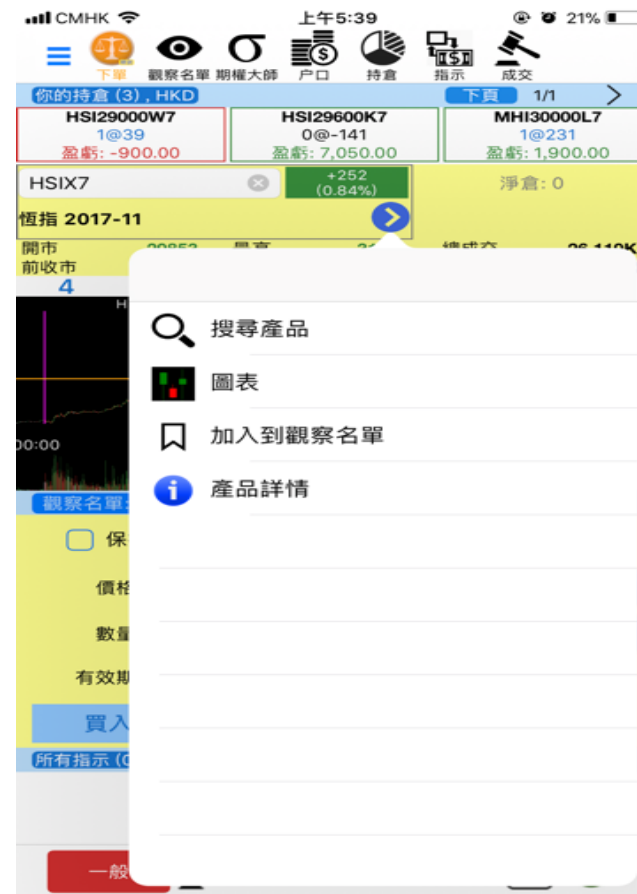 CMHK 上午5:39 21%
下單 觀察名單 期權大師 户口 持倉 指示 成交
你的持倉 (3) , HKD 下頁 1/1
HSI29000W7 HSI29600K7 MHI30000L7
1@39 0@-141 1@231
盈虧: -900.00 盈虧: 7,050.00 盈虧: 1,900.00
HSIX7 +252 淨倉: 0
(0.84%)
恆指 2017-11
開市 最高 總成交 26,119K
前收市
4
H
搜尋產品
圖表
加入到觀察名單
00:00
產品詳情
觀察名單:
保
價格
數量
有效期
買入
所有指示 (0
一般